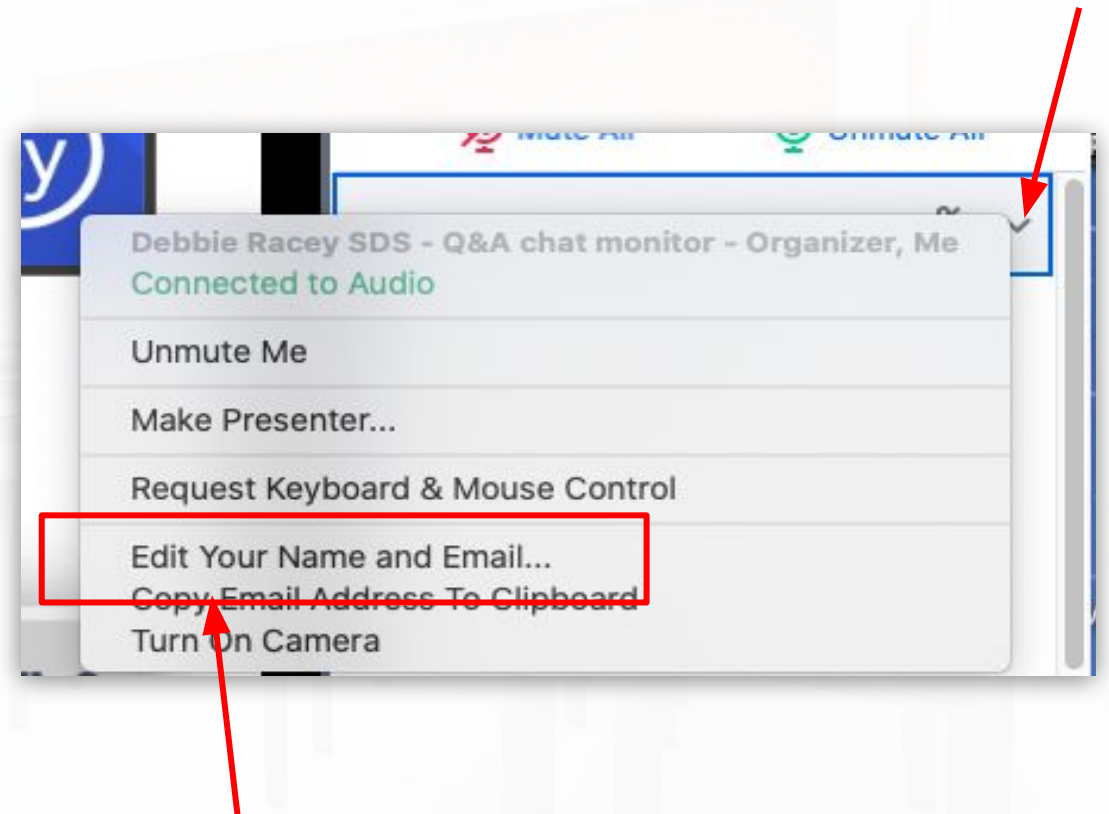 y
Mute All Unmute All
Debbie Racey SDS - Q&A chat monitor - Organizer, Me
Connected to Audio
Unmute Me
Make Presenter...
Request Keyboard & Mouse Control
Edit Your Name and Email...
Copy Email Address To Clipboard
Turn On Camera